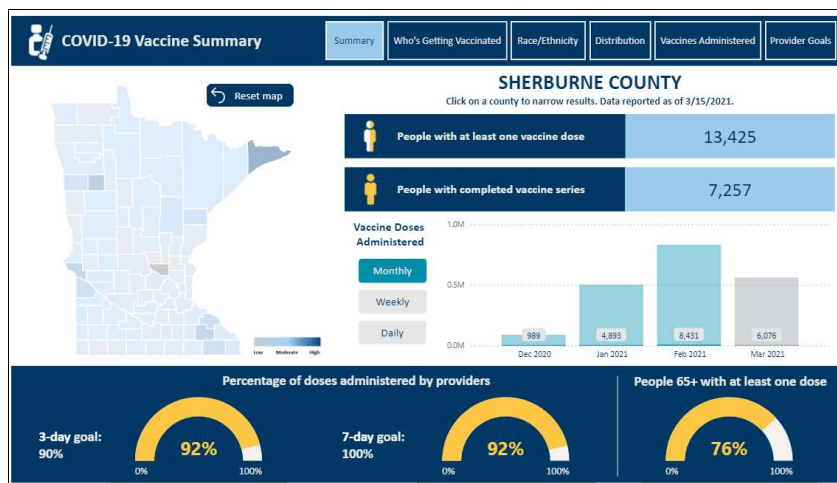 COVID-19 Vaccine Summary
Summary
Who's Getting Vaccinated
Race/Ethnicity
Distribution
Vaccines Administered
Provider Goals
Reset map
SHERBURNE COUNTY
Click on a county to narrow results. Data reported as of 3/15/2021.
People with at least one vaccine dose
13,425
People with completed vaccine series
7,257
Vaccine Doses
Administered
Monthly
Weekly
Daily
1.0M
0.5M
0.0M
989
4,893
8,431
6,076
Dec 2020
Jan 2021
Feb 2021
Mar 2021
Low
Moderate
High
Percentage of doses administered by providers
3-day goal:
90%
92%
0%
100%
7-day goal:
100%
92%
0%
100%
People 65+ with at least one dose
76%
0%
100%